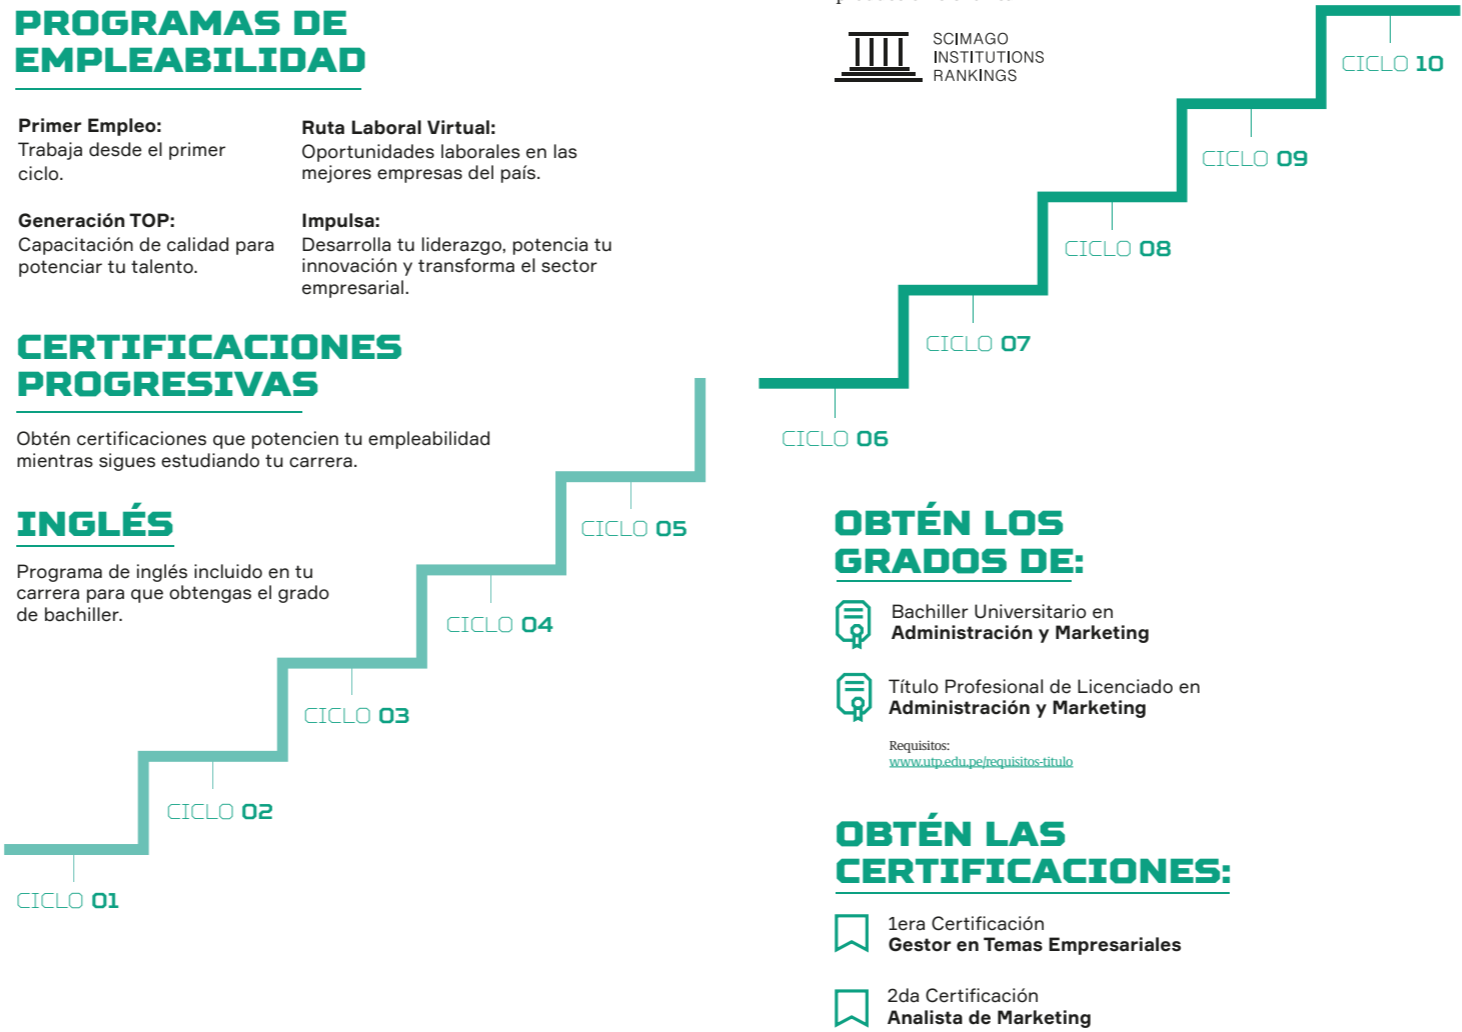 PROGRAMAS DE
EMPLEABILIDAD
Primer Empleo:
Trabaja desde el primer
ciclo.
Ruta Laboral Virtual:
Oportunidades laborales en las
mejores empresas del país.
Generación TOP:
Capacitación de calidad para
potenciar tu talento.
Impulsa:
Desarrolla tu liderazgo, potencia tu
innovación y transforma el sector
empresarial.
CERTIFICACIONES
PROGRESIVAS
Obtén certificaciones que potencien tu empleabilidad
mientras sigues estudiando tu carrera.
INGLÉS
Programa de inglés incluido en tu
carrera para que obtengas el grado
de bachiller.
CICLO 01
CICLO 02
CICLO 03
CICLO 04
CICLO 05
SCIMAGO
INSTITUTIONS
RANKINGS
CICLO 06
CICLO 07
CICLO 08
CICLO 09
CICLO 10
OBTÉN LOS
GRADOS DE:
Bachiller Universitario en
Administración y Marketing
Título Profesional de Licenciado en
Administración y Marketing
Requisitos:
www.utp.edu.pe/requisitos-titulo
OBTÉN LAS
CERTIFICACIONES:
1era Certificación
Gestor en Temas Empresariales
2da Certificación
Analista de Marketing